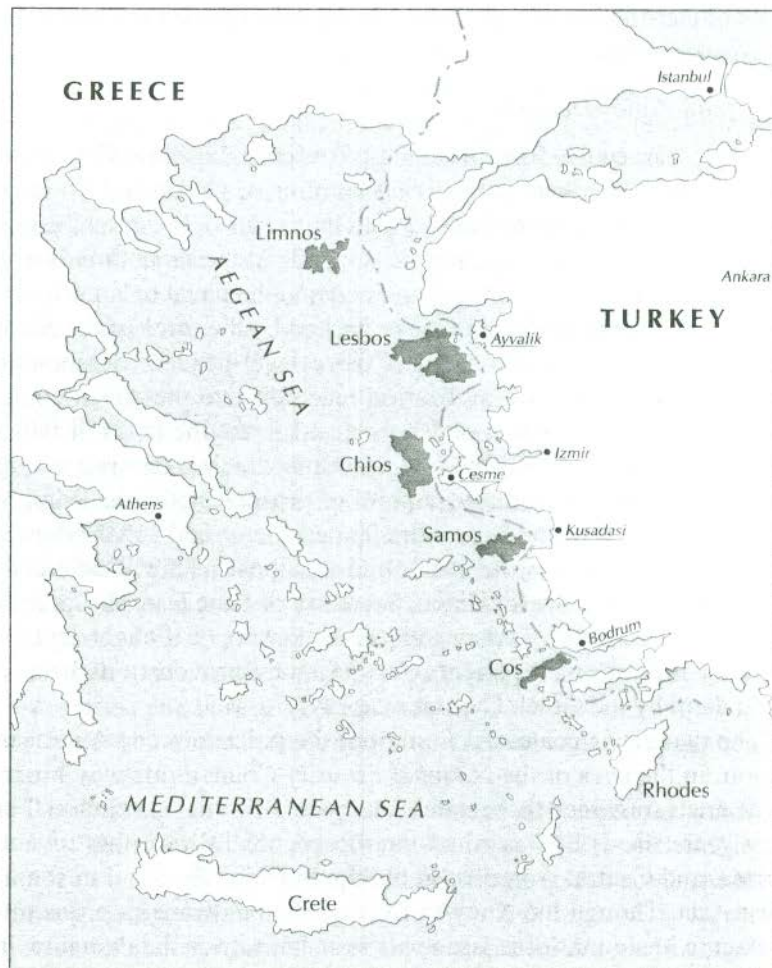 GREECE
Istanbul
Limnos
AEGEAN SEA
Ankara
TURKEY
Lesbos
Ayvalik
Chios
Izmir
Cesme
Athens
Samos
Kusadasi
Bodrum
Cos
Rhodes
MEDITERRANEAN SEA
Crete